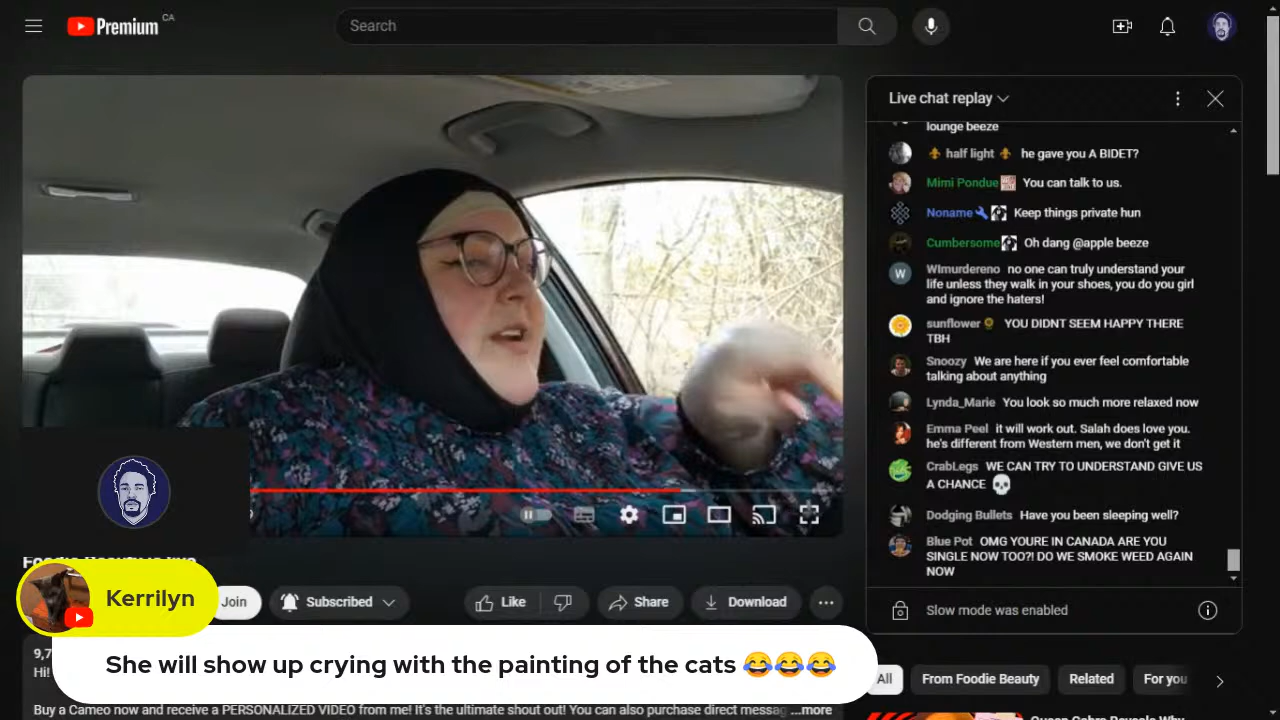 Premium CA
Search
Live chat replay
lounge beeze
half light he gave you A BIDET?
Mimi Pondue You can talk to us.
Noname Keep things private hun
Cumbersome Oh dang @apple beeze
W
WImurdereno no one can truly understand your
life unless they walk in your shoes, you do you girl
and ignore the haters!
sunflower YOU DIDNT SEEM HAPPY THERE
TBH
Snoozy We are here if you ever feel comfortable
talking about anything
Lynda_Marie You look so much more relaxed now
Emma Peel it will work out. Salah does love you.
he's different from Western men, we don't get it
CrabLegs WE CAN TRY TO UNDERSTAND GIVE US
A CHANCE
Dodging Bullets Have you been sleeping well?
Blue Pot OMG YOURE IN CANADA ARE YOU
SINGLE NOW TOO?! DO WE SMOKE WEED AGAIN
NOW
Slow mode was enabled
Foodie Beauty is live
Kerrilyn
Join
Subscribed
Like
Share
Download
She will show up crying with the painting of the cats 😂😂😂
9,7
Hi!
Buy a Cameo now and receive a PERSONALIZED VIDEO from me! It's the ultimate shout out! You can also purchase direct messag ...more
All
From Foodie Beauty
Related
For you